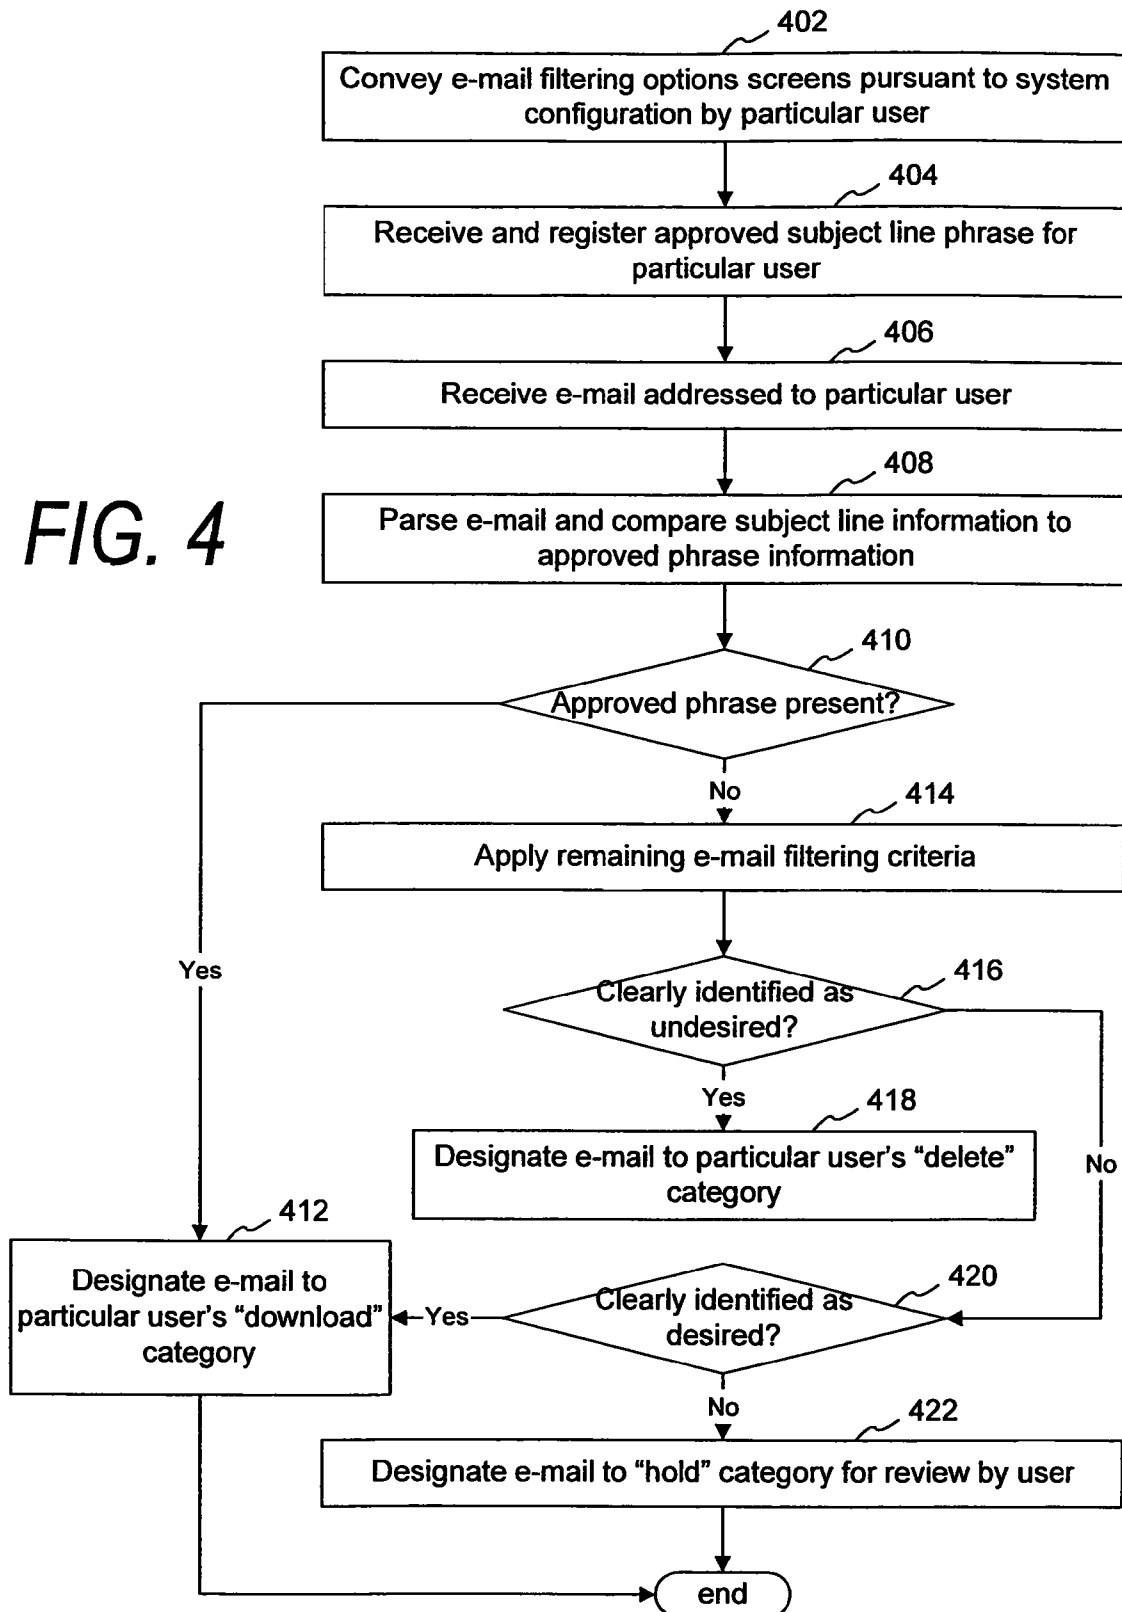 402
Convey e-mail filtering options screens pursuant to system
configuration by particular user
404
Receive and register approved subject line phrase for
particular user
406
Receive e-mail addressed to particular user
408
FIG. 4
Parse e-mail and compare subject line information to
approved phrase information
410
Approved phrase present?
No
414
Apply remaining e-mail filtering criteria
Yes
416
Clearly identified as
undesired?
Yes
418
Designate e-mail to particular user's “delete”
category
No
412
Designate e-mail to
particular user's “download”
category
420
Clearly identified as
desired?
Yes
No
422
Designate e-mail to “hold” category for review by user
end